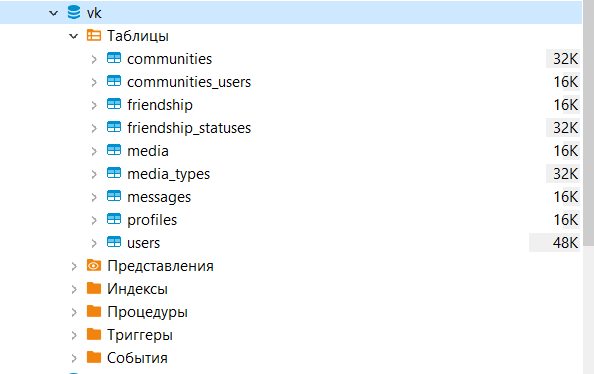 vk
Таблицы
communities 32K
communities_users 16K
friendship 16K
friendship_statuses 32K
media 16K
media_types 32K
messages 16K
profiles 16K
users 48K
Представления
Индексы
Процедуры
Триггеры
События